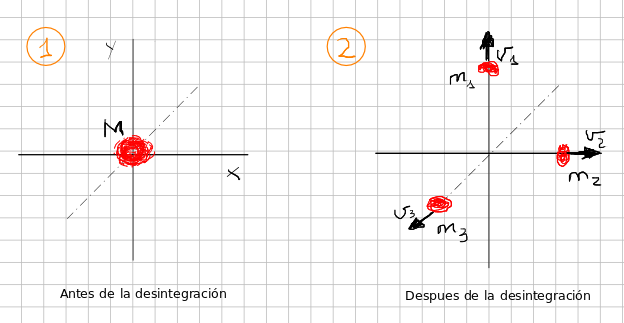 1
y
M
x
Antes de la desintegración
2
v₁
m₁
v₂
m₂
v₃
m₃
Despues de la desintegración